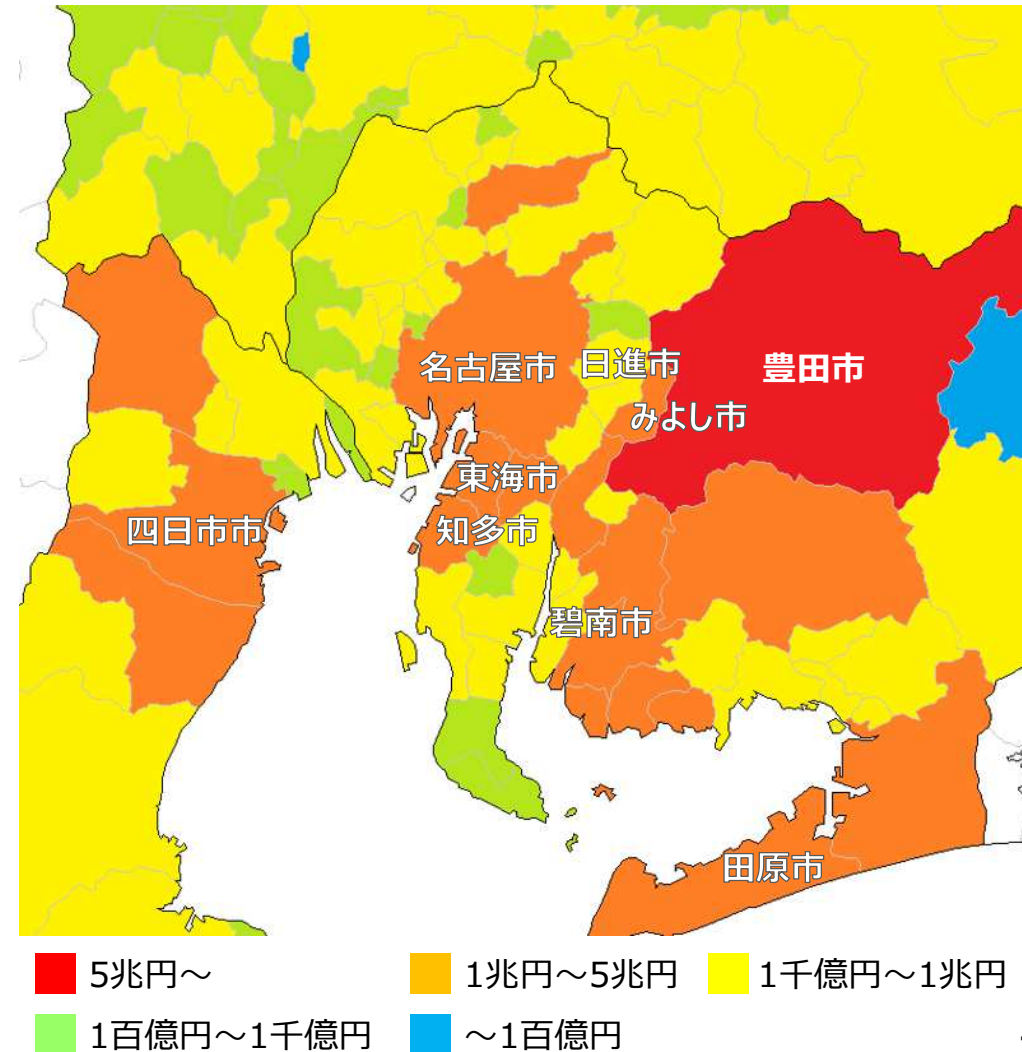 名古屋市 日進市 豊田市
みよし市
東海市
四日市市 知多市
碧南市
田原市
5兆円～ 1兆円～5兆円 1千億円～1兆円
1百億円～1千億円 ～1百億円